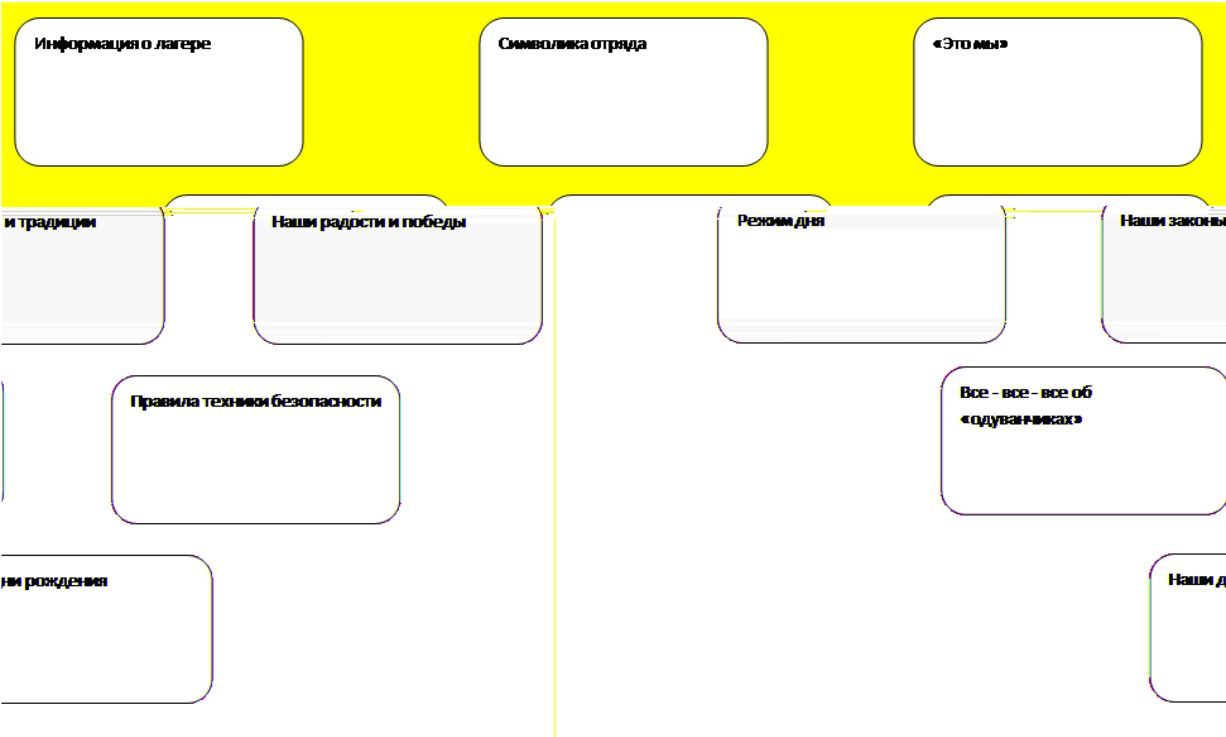 Информация о лагере
Символика отряда
«Это мы»
и традиции
Наши радости и победы
Режим дня
Наши законы
Правила техники безопасности
Все - все - все об
«одуванчиках»
ни рождения
Наши д